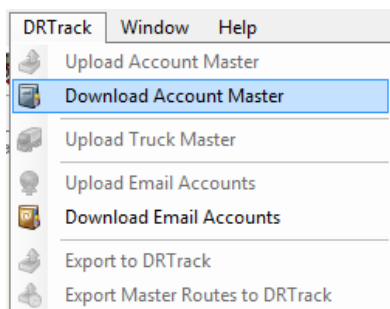 DRTrack Window Help
Upload Account Master
Download Account Master
Upload Truck Master
Upload Email Accounts
Download Email Accounts
Export to DRTrack
Export Master Routes to DRTrack